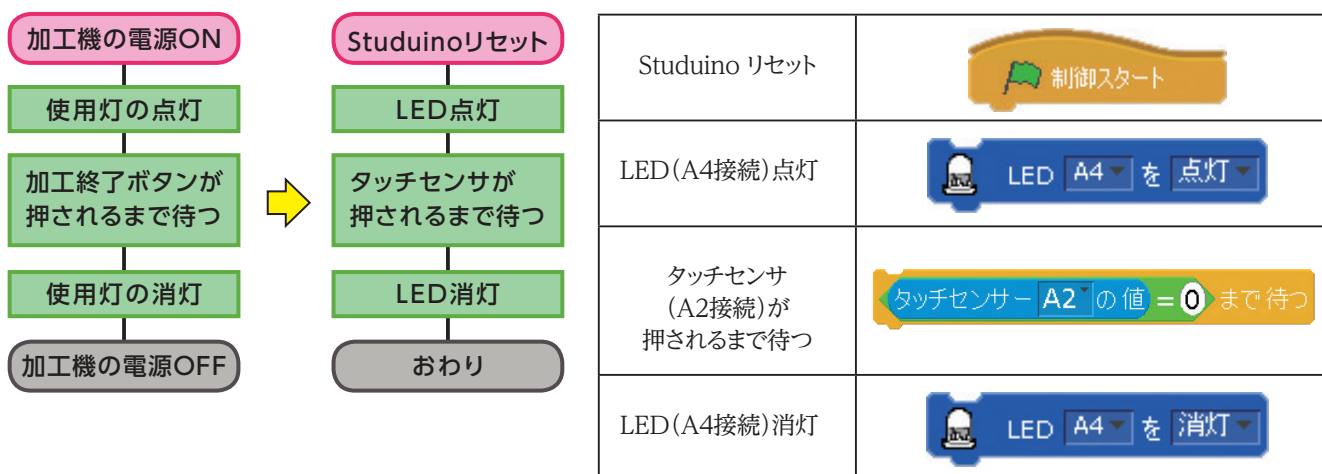 加工機の電源ON
使用灯の点灯
加工終了ボタンが
押されるまで待つ
使用灯の消灯
加工機の電源OFF
Studuinoリセット
LED点灯
タッチセンサが
押されるまで待つ
LED消灯
おわり
Studuino リセット
制御スタート
LED(A4接続)点灯
LED A4 を 点灯
タッチセンサ
(A2接続)が
押されるまで待つ
タッチセンサー A2 の値 = 0 まで待つ
LED(A4接続)消灯
LED A4 を 消灯